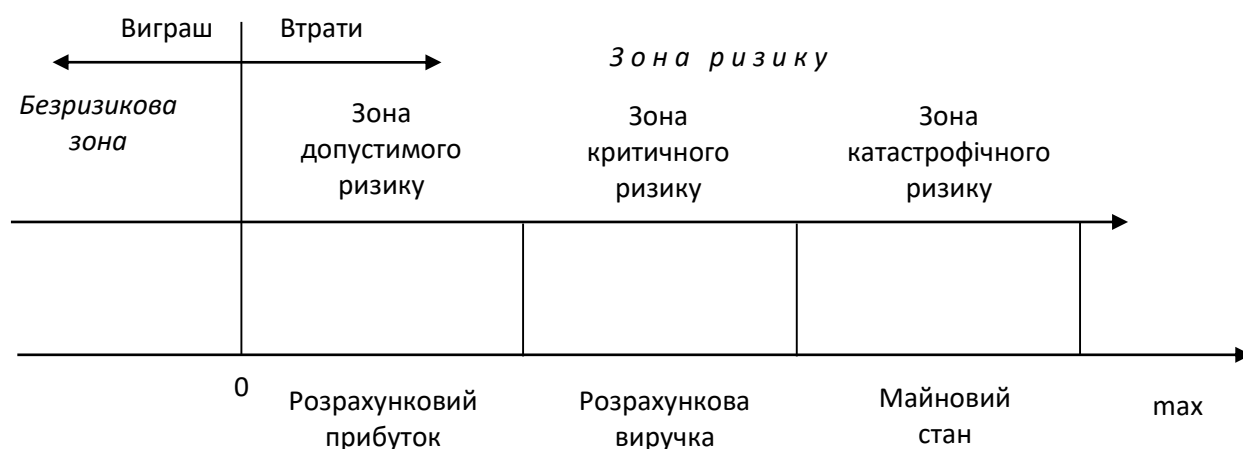 Виграш
Втрати
Зона ризику
Безризикова
зона
Зона
допустимого
ризику
Зона
критичного
ризику
Зона
катастрофічного
ризику
0
Розрахунковий
прибуток
Розрахункова
виручка
Майновий
стан
max